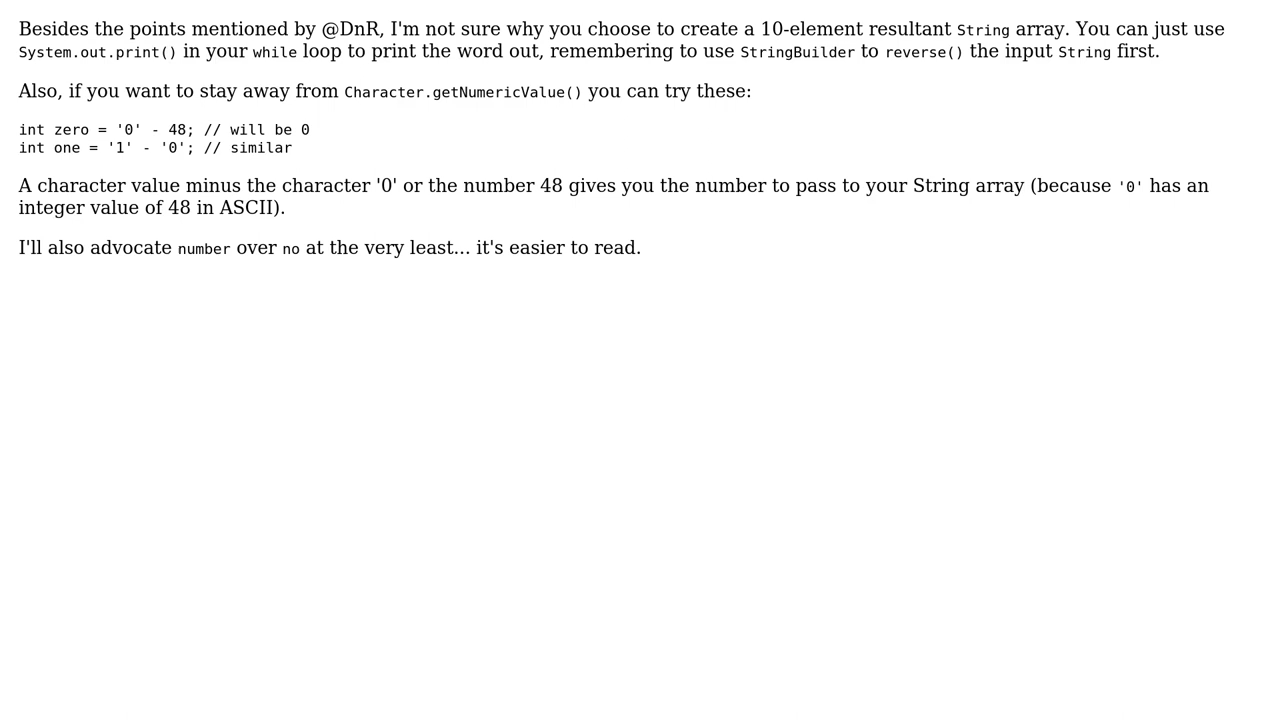 Besides the points mentioned by @DnR, I'm not sure why you choose to create a 10-element resultant String array. You can just use
System.out.print() in your while loop to print the word out, remembering to use StringBuilder to reverse() the input String first.
Also, if you want to stay away from Character.getNumericValue() you can try these:
int zero = '0' - 48; // will be 0
int one = '1' - '0'; // similar
A character value minus the character '0' or the number 48 gives you the number to pass to your String array (because '0' has an
integer value of 48 in ASCII).
I'll also advocate number over no at the very least... it's easier to read.